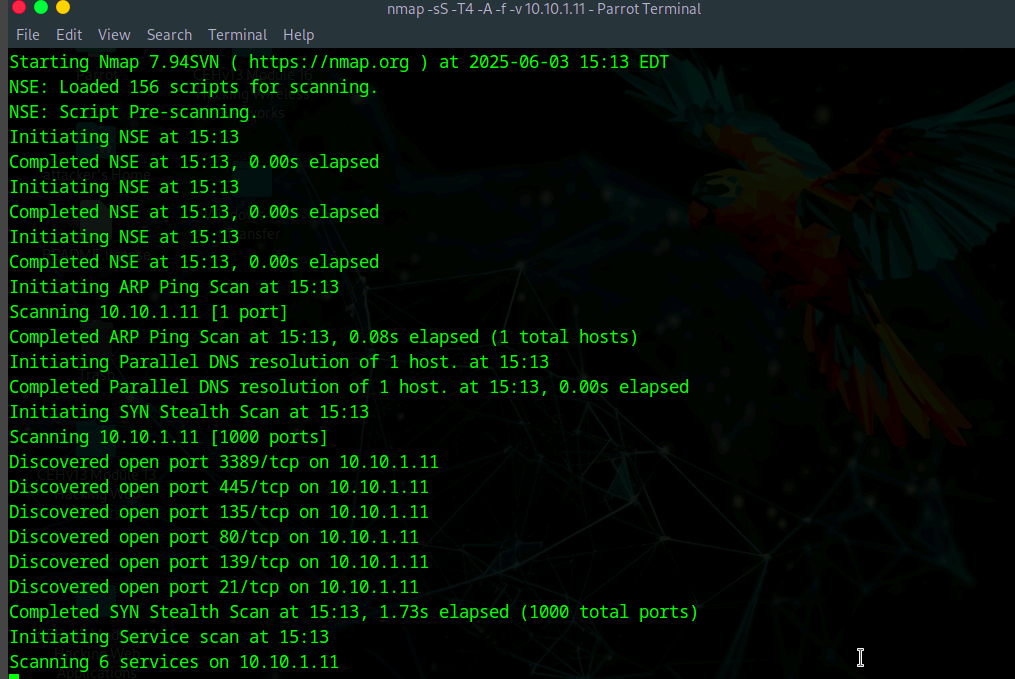 nmap -sS -T4 -A -f -v 10.10.1.11 - Parrot Terminal
File Edit View Search Terminal Help
Starting Nmap 7.94SVN ( https://nmap.org ) at 2025-06-03 15:13 EDT
NSE: Loaded 156 scripts for scanning.
NSE: Script Pre-scanning.
Initiating NSE at 15:13
Completed NSE at 15:13, 0.00s elapsed
Initiating NSE at 15:13
Completed NSE at 15:13, 0.00s elapsed
Initiating NSE at 15:13
Completed NSE at 15:13, 0.00s elapsed
Initiating ARP Ping Scan at 15:13
Scanning 10.10.1.11 [1 port]
Completed ARP Ping Scan at 15:13, 0.08s elapsed (1 total hosts)
Initiating Parallel DNS resolution of 1 host. at 15:13
Completed Parallel DNS resolution of 1 host. at 15:13, 0.00s elapsed
Initiating SYN Stealth Scan at 15:13
Scanning 10.10.1.11 [1000 ports]
Discovered open port 3389/tcp on 10.10.1.11
Discovered open port 445/tcp on 10.10.1.11
Discovered open port 135/tcp on 10.10.1.11
Discovered open port 80/tcp on 10.10.1.11
Discovered open port 139/tcp on 10.10.1.11
Discovered open port 21/tcp on 10.10.1.11
Completed SYN Stealth Scan at 15:13, 1.73s elapsed (1000 total ports)
Initiating Service scan at 15:13
Scanning 6 services on 10.10.1.11